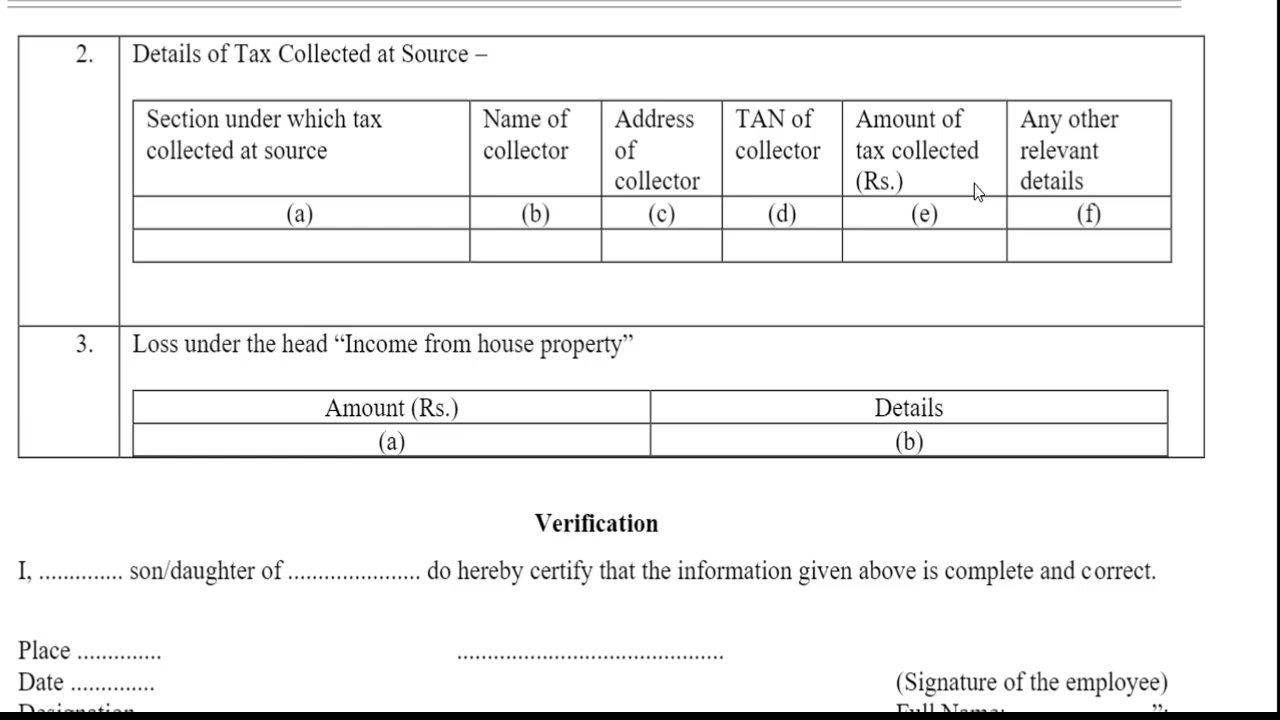 2. Details of Tax Collected at Source –
Section under which tax collected at source Name of collector Address of collector TAN of collector Amount of tax collected (Rs.) Any other relevant details
(a) (b) (c) (d) (e) (f)
3. Loss under the head “Income from house property”
Amount (Rs.) Details
(a) (b)
Verification
I, .............. son/daughter of ...................... do hereby certify that the information given above is complete and correct.
Place .............. ............................................
Date .............. (Signature of the employee)
Designation Full Name: ”;